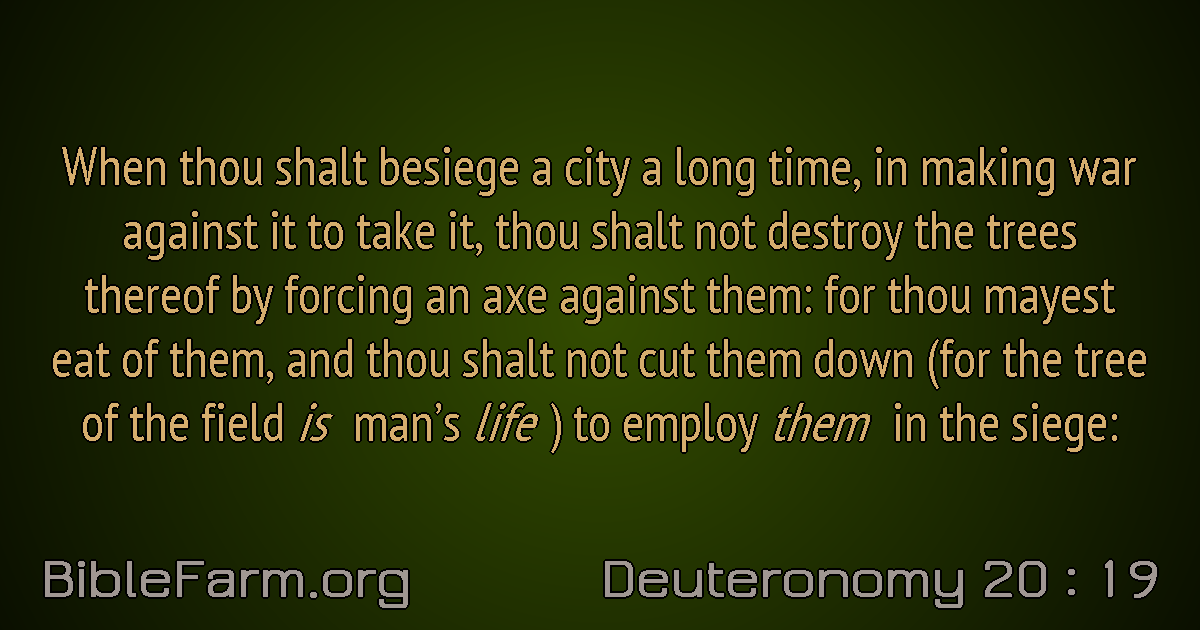 When thou shalt besiege a city a long time, in making war
against it to take it, thou shalt not destroy the trees
thereof by forcing an axe against them: for thou mayest
eat of them, and thou shalt not cut them down (for the tree
of the field is man’s life ) to employ them in the siege:
BibleFarm.org
Deuteronomy 20 : 19